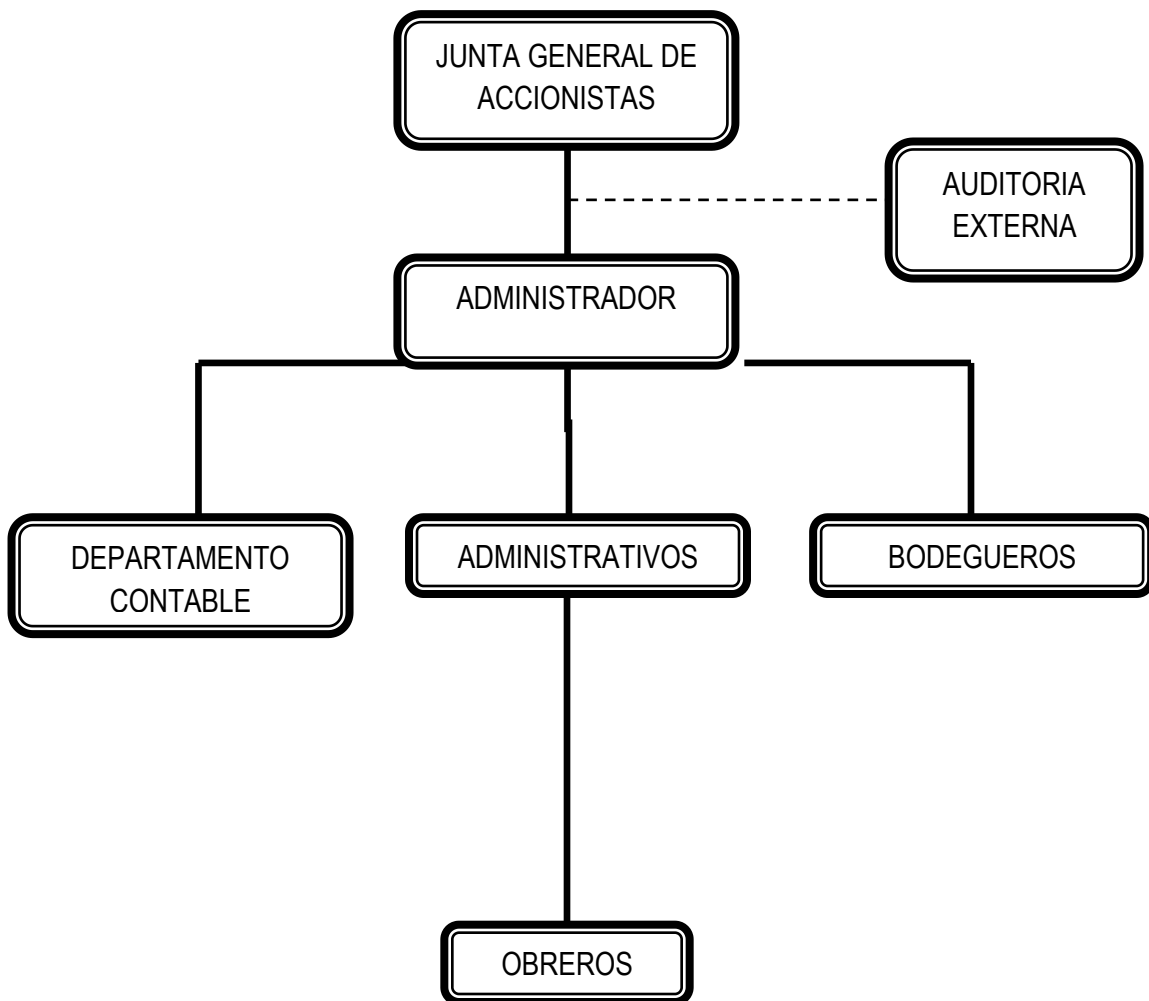 JUNTA GENERAL DE
ACCIONISTAS
AUDITORIA
EXTERNA
ADMINISTRADOR
DEPARTAMENTO
CONTABLE
ADMINISTRATIVOS
BODEGUEROS
OBREROS